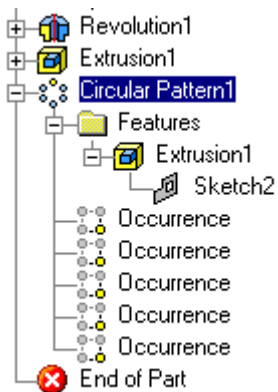 Revolution1
Extrusion1
Circular Pattern1
Features
Extrusion1
Sketch2
Occurrence
Occurrence
Occurrence
Occurrence
Occurrence
End of Part